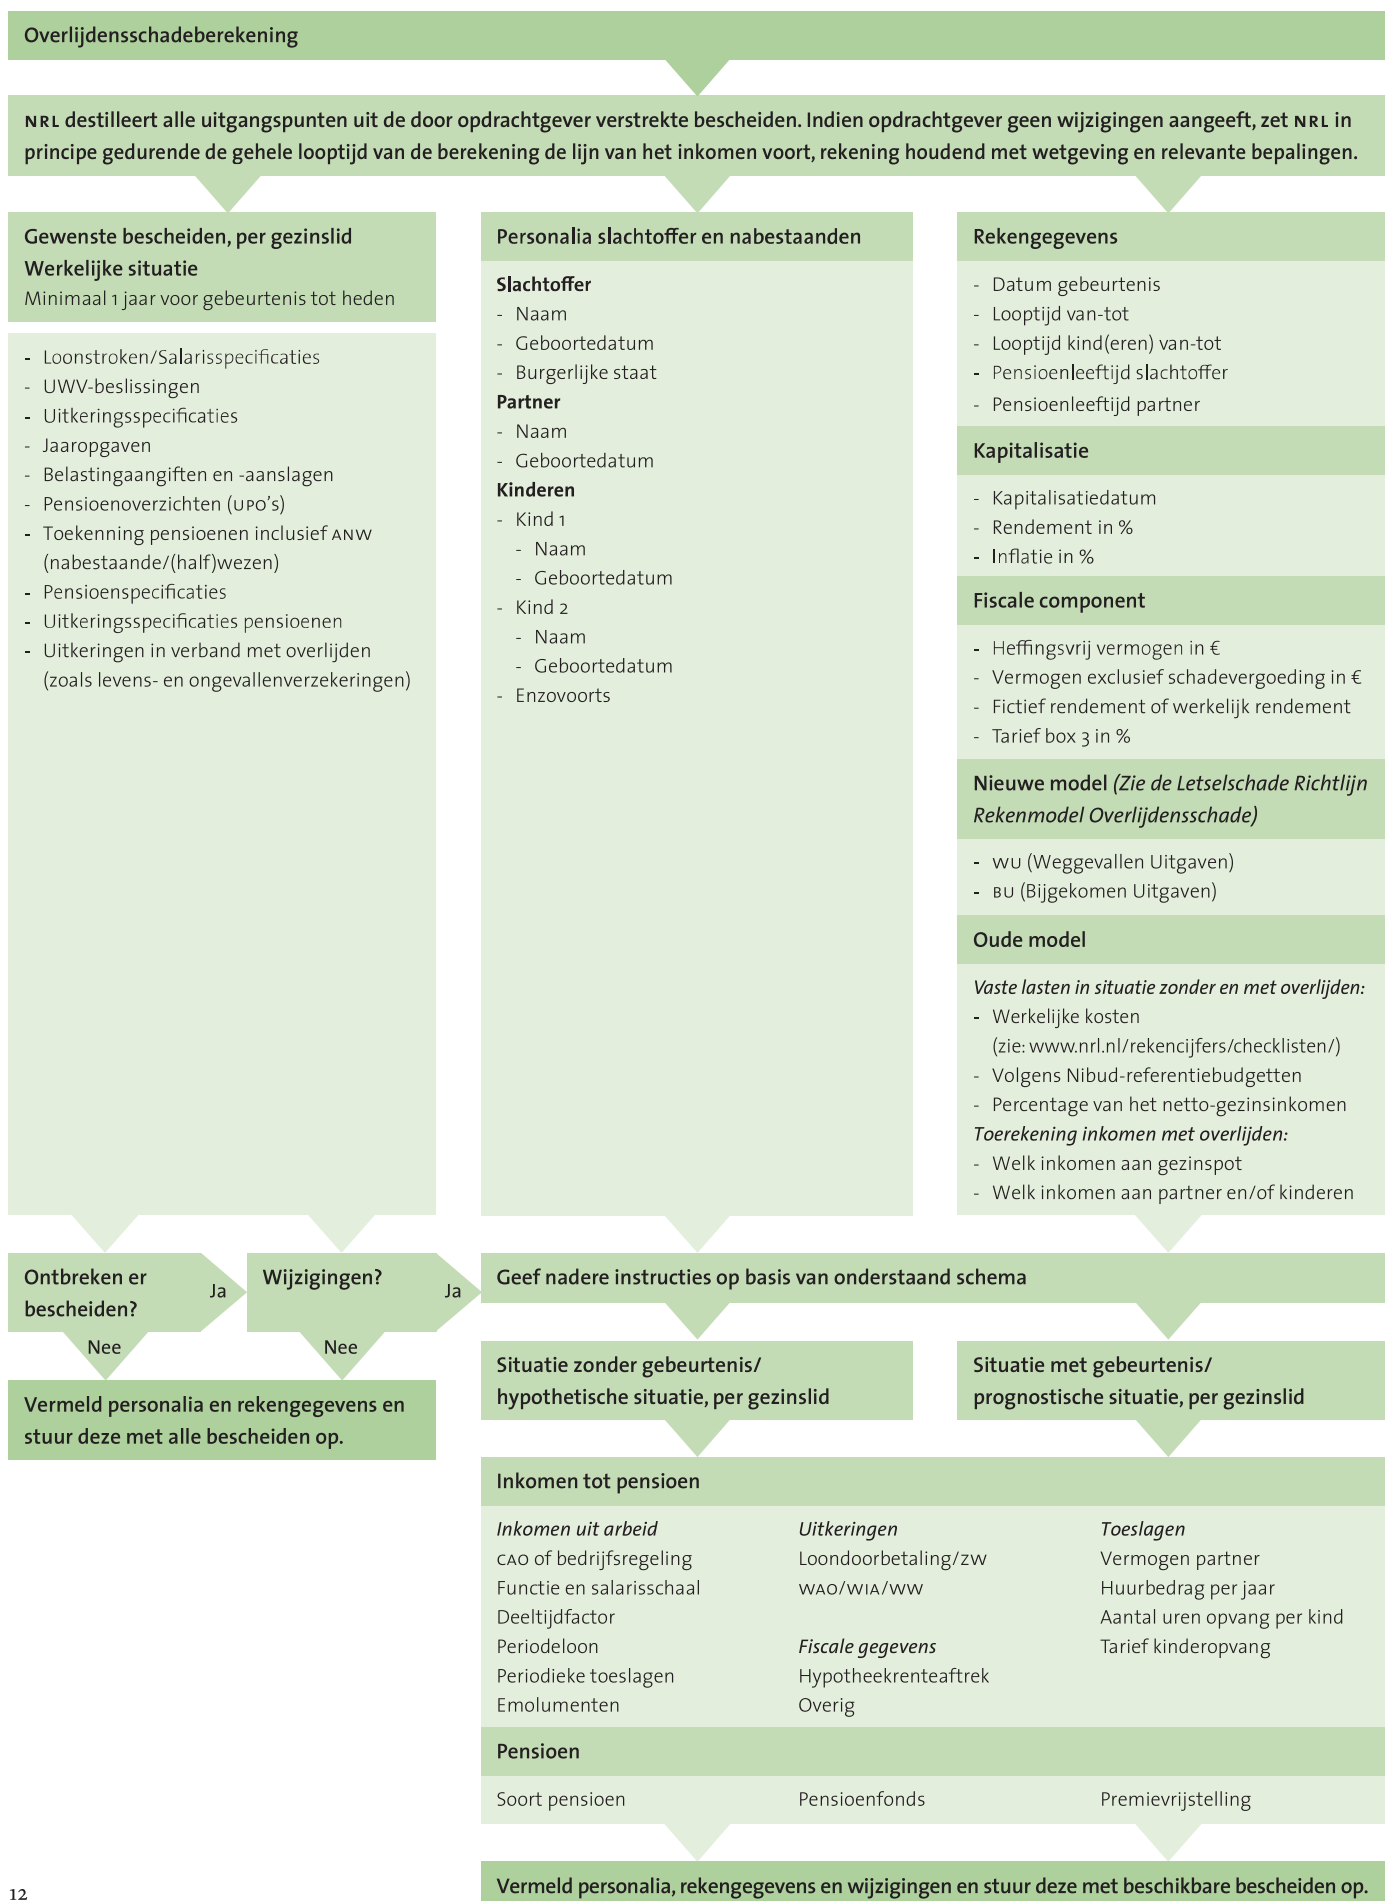 Overlijdensschadeberekening
NRL destilleert alle uitgangspunten uit de door opdrachtgever verstrekte bescheiden. Indien opdrachtgever geen wijzigingen aangeeft, zet NRL in
principe gedurende de gehele looptijd van de berekening de lijn van het inkomen voort, rekening houdend met wetgeving en relevante bepalingen.
Gewenste bescheiden, per gezinslid
Werkelijke situatie
Minimaal 1 jaar voor gebeurtenis tot heden
- Loonstroken/Salarisspecificaties
- UWV-beslissingen
- Uitkeringsspecificaties
- Jaaropgaven
- Belastingaangiften en -aanslagen
- Pensioenoverzichten (UPO's)
- Toekenning pensioenen inclusief ANW
(nabestaande/(half)wezen)
- Pensioenspecificaties
- Uitkeringsspecificaties pensioenen
- Uitkeringen in verband met overlijden
(zoals levens- en ongevallenverzekeringen)
Personalia slachtoffer en nabestaanden
Slachtoffer
- Naam
- Geboortedatum
- Burgerlijke staat
Partner
- Naam
- Geboortedatum
Kinderen
- Kind 1
- Naam
- Geboortedatum
- Kind 2
- Naam
- Geboortedatum
- Enzovoorts
Rekengegevens
- Datum gebeurtenis
- Looptijd van-tot
- Looptijd kind(eren) van-tot
- Pensioenleeftijd slachtoffer
- Pensioenleeftijd partner
Kapitalisatie
- Kapitalisatiedatum
- Rendement in %
- Inflatie in %
Fiscale component
- Heffingsvrij vermogen in €
- Vermogen exclusief schadevergoeding in €
- Fictief rendement of werkelijk rendement
- Tarief box 3 in %
Nieuwe model (Zie de Letselschade Richtlijn
Rekenmodel Overlijdensschade)
- WU (Weggevallen Uitgaven)
- BU (Bijgekomen Uitgaven)
Oude model
Vaste lasten in situatie zonder en met overlijden:
- Werkelijke kosten
(zie: www.nrl.nl/rekencijfers/checklisten/)
- Volgens Nibud-referentiebudgetten
- Percentage van het netto-gezinsinkomen
Toerekening inkomen met overlijden:
- Welk inkomen aan gezinspot
- Welk inkomen aan partner en/of kinderen
Ontbreken er
bescheiden?
Ja
Nee
Wijzigingen?
Ja
Nee
Vermeld personalia en rekengegevens en
stuur deze met alle bescheiden op.
Geef nadere instructies op basis van onderstaand schema
Situatie zonder gebeurtenis/
hypothetische situatie, per gezinslid
Situatie met gebeurtenis/
prognostische situatie, per gezinslid
Inkomen tot pensioen
Inkomen uit arbeid
CAO of bedrijfsregeling
Functie en salarisschaal
Deeltijdfactor
Periodeloon
Periodieke toeslagen
Emolumenten
Uitkeringen
Loondoorbetaling/ZW
WAO/WIA/WW
Fiscale gegevens
Hypotheekrenteaftrek
Overig
Toeslagen
Vermogen partner
Huurbedrag per jaar
Aantal uren opvang per kind
Tarief kinderopvang
Pensioen
Soort pensioen
Pensioenfonds
Premievrijstelling
Vermeld personalia, rekengegevens en wijzigingen en stuur deze met beschikbare bescheiden op.
12